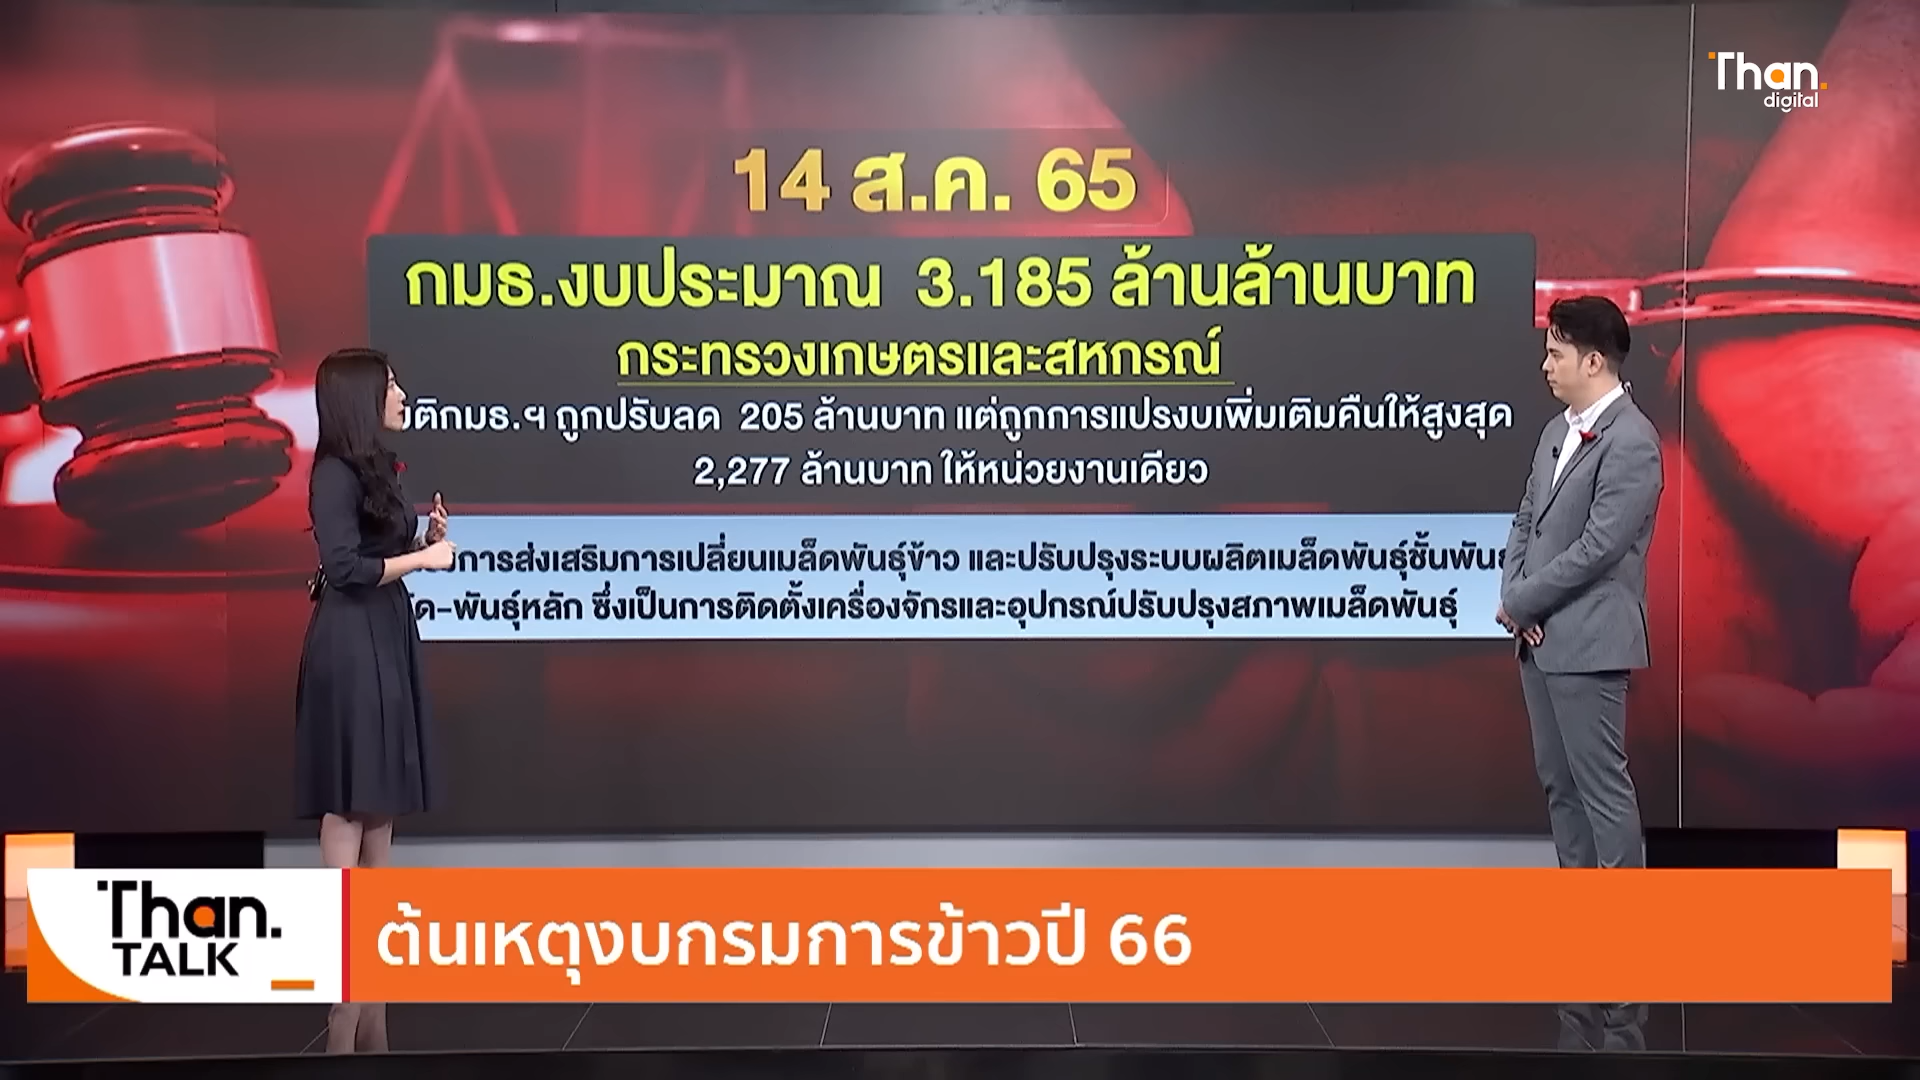 Than.
digital
14 ส.ค. 65
กมธ.งบประมาณ 3.185 ล้านล้านบาท
กระทรวงเกษตรและสหกรณ์
กมธ.ฯ ถูกปรับลด 205 ล้านบาท แต่ถูกการแปรงบเพิ่มเติมคืนให้สูงสุด
2,277 ล้านบาท ให้หน่วยงานเดียว
การส่งเสริมการเปลี่ยนเมล็ดพันธุ์ข้าว และปรับปรุงระบบผลิตเมล็ดพันธุ์ชั้น
-พันธุ์หลัก ซึ่งเป็นการติดตั้งเครื่องจักรและอุปกรณ์ปรับปรุงสภาพเมล็ดพันธุ์
Than.
TALK
ต้นเหตุงบกรมการข้าวปี 66